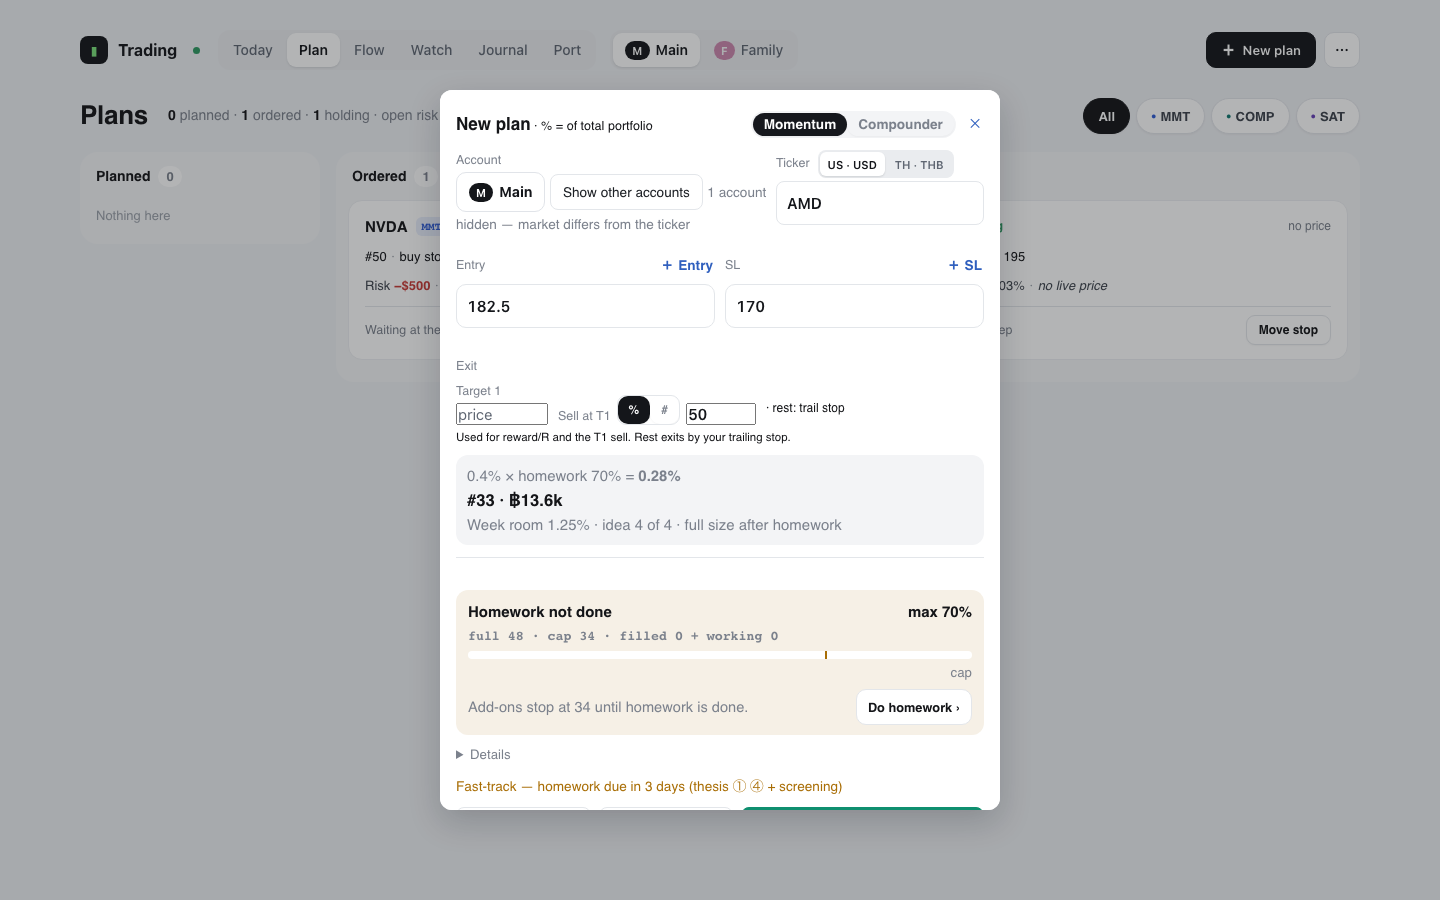 Trading
Today Plan Flow Watch Journal Port
M Main F Family
+ New plan
...
Plans
0 planned · 1 ordered · 1 holding · open risk
All • MMT • COMP • SAT
Planned 0
Nothing here
Ordered 1
NVDA MMT
#50 · buy
Risk −$500 ·
Waiting at the
no price
195
03% · no live price
Move stop
New plan · % = of total portfolio
Momentum Compounder ×
Account
M Main Show other accounts 1 account
hidden — market differs from the ticker
Ticker US · USD TH · THB
AMD
Entry + Entry
182.5
SL + SL
170
Exit
Target 1
price Sell at T1 % # 50 · rest: trail stop
Used for reward/R and the T1 sell. Rest exits by your trailing stop.
0.4% × homework 70% = 0.28%
#33 · ฿13.6k
Week room 1.25% · idea 4 of 4 · full size after homework
Homework not done max 70%
full 48 · cap 34 · filled 0 + working 0
cap
Add-ons stop at 34 until homework is done. Do homework ›
▶ Details
Fast-track — homework due in 3 days (thesis ① ④ + screening)